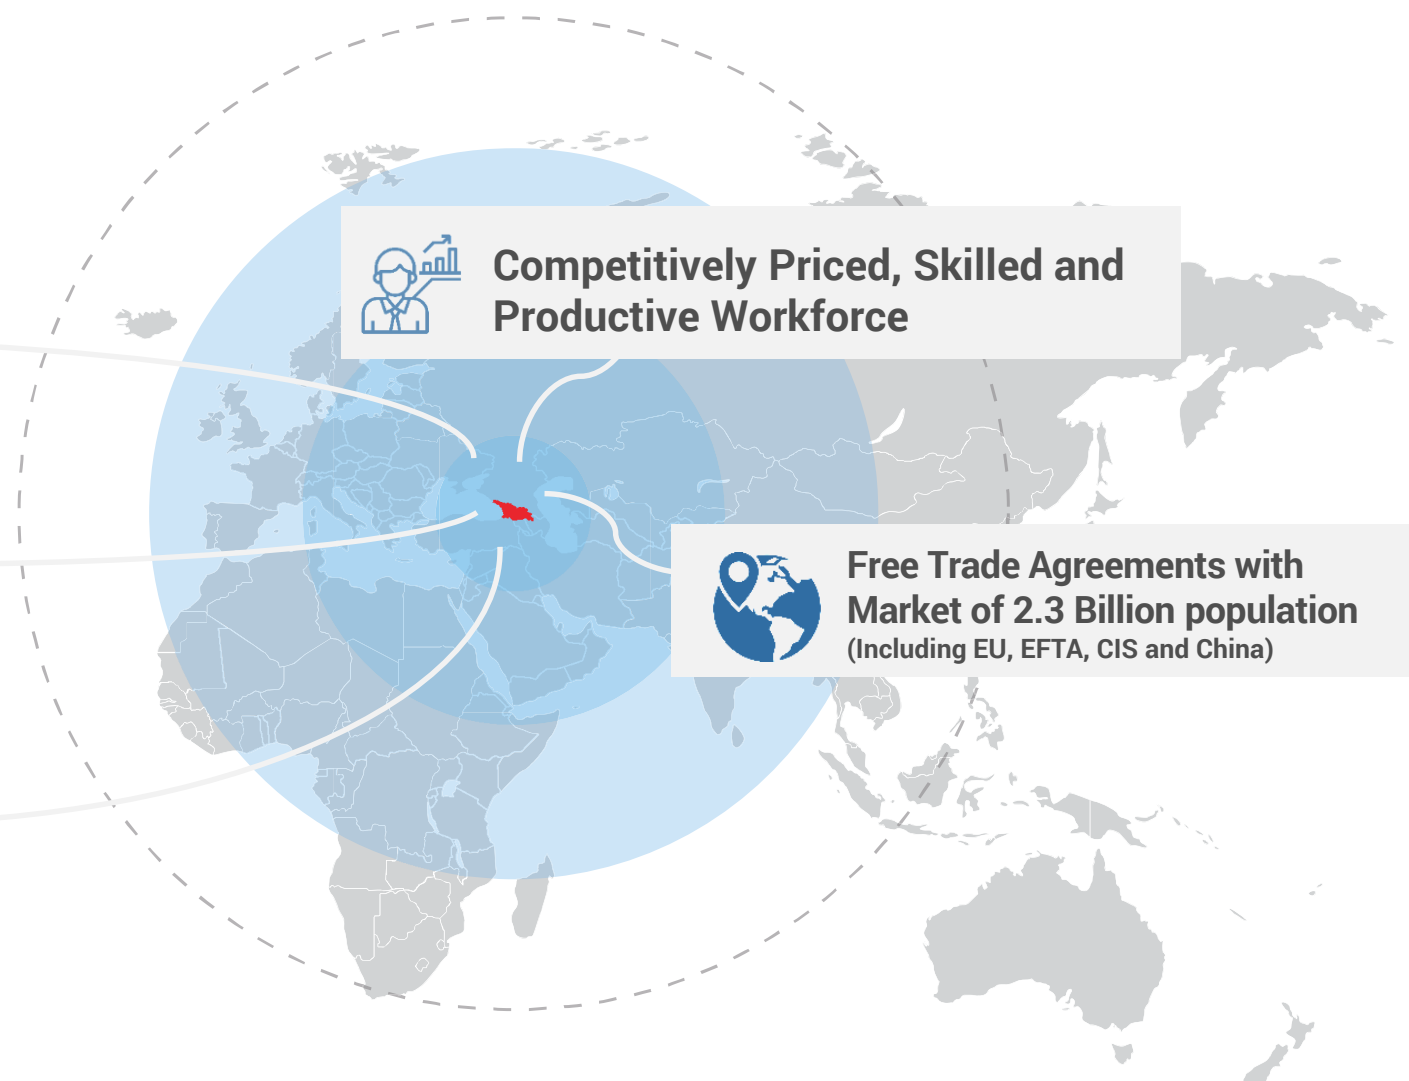 Competitively Priced, Skilled and
Productive Workforce
Free Trade Agreements with
Market of 2.3 Billion population
(Including EU, EFTA, CIS and China)